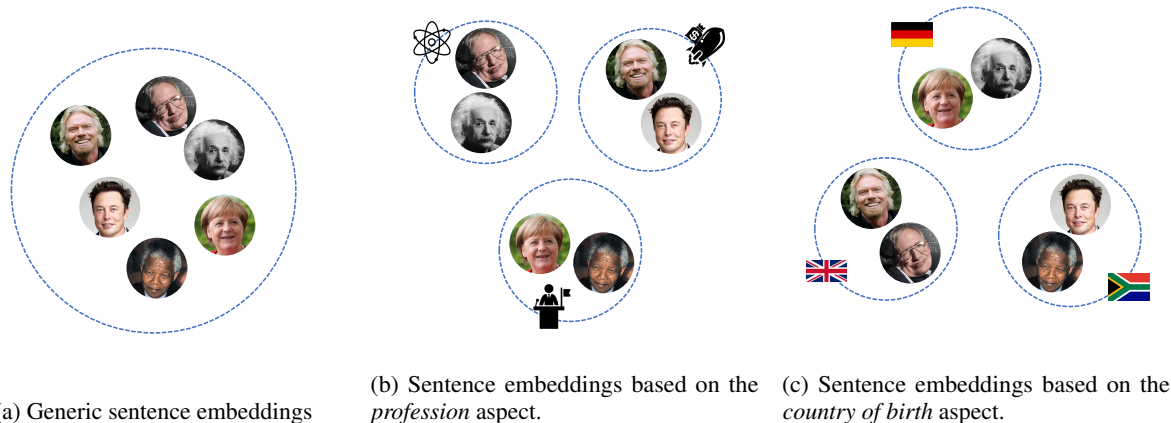 (a) Generic sentence embeddings
(b) Sentence embeddings based on the
profession aspect.
(c) Sentence embeddings based on the
country of birth aspect.